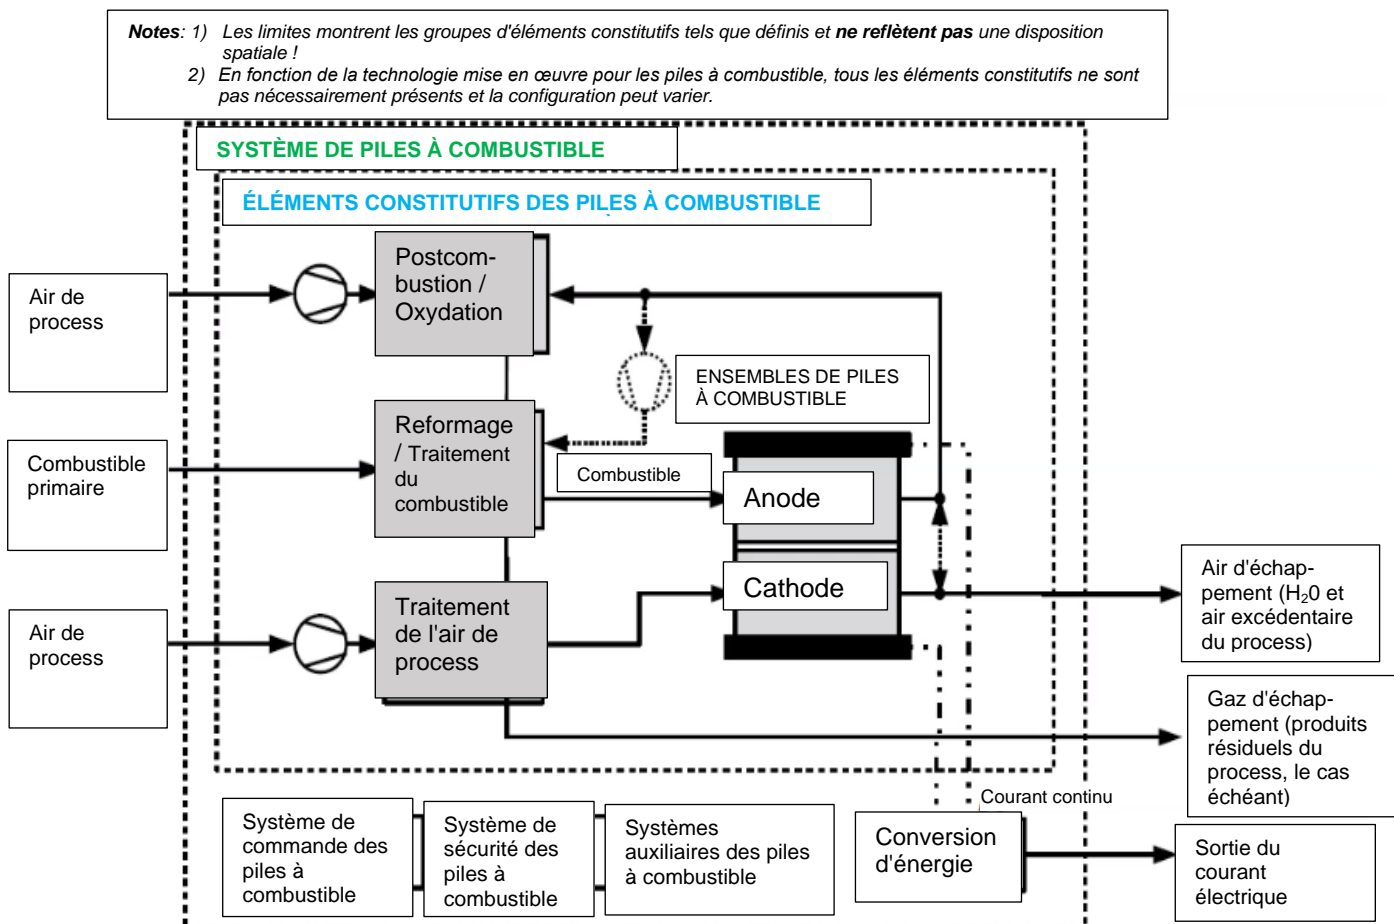 Notes: 1) Les limites montrent les groupes d'éléments constitutifs tels que définis et ne reflètent pas une disposition
spatiale !
2) En fonction de la technologie mise en œuvre pour les piles à combustible, tous les éléments constitutifs ne sont
pas nécessairement présents et la configuration peut varier.
SYSTÈME DE PILES À COMBUSTIBLE
ÉLÉMENTS CONSTITUTIFS DES PILES À COMBUSTIBLE
Air de
process
Postcom-
bustion /
Oxydation
ENSEMBLES DE PILES
À COMBUSTIBLE
Combustible
primaire
Reformage
/ Traitement
du
combustible
Combustible
Anode
Cathode
Air de
process
Traitement
de l'air de
process
Air d'échap-
pement (H₂0 et
air excédentaire
du process)
Gaz d'échap-
pement (produits
résiduels du
process, le cas
échéant)
Courant continu
Système de
commande des
piles à
combustible
Système de
sécurité des
piles à
combustible
Systèmes
auxiliaires des piles
à combustible
Conversion
d'énergie
Sortie du
courant
électrique